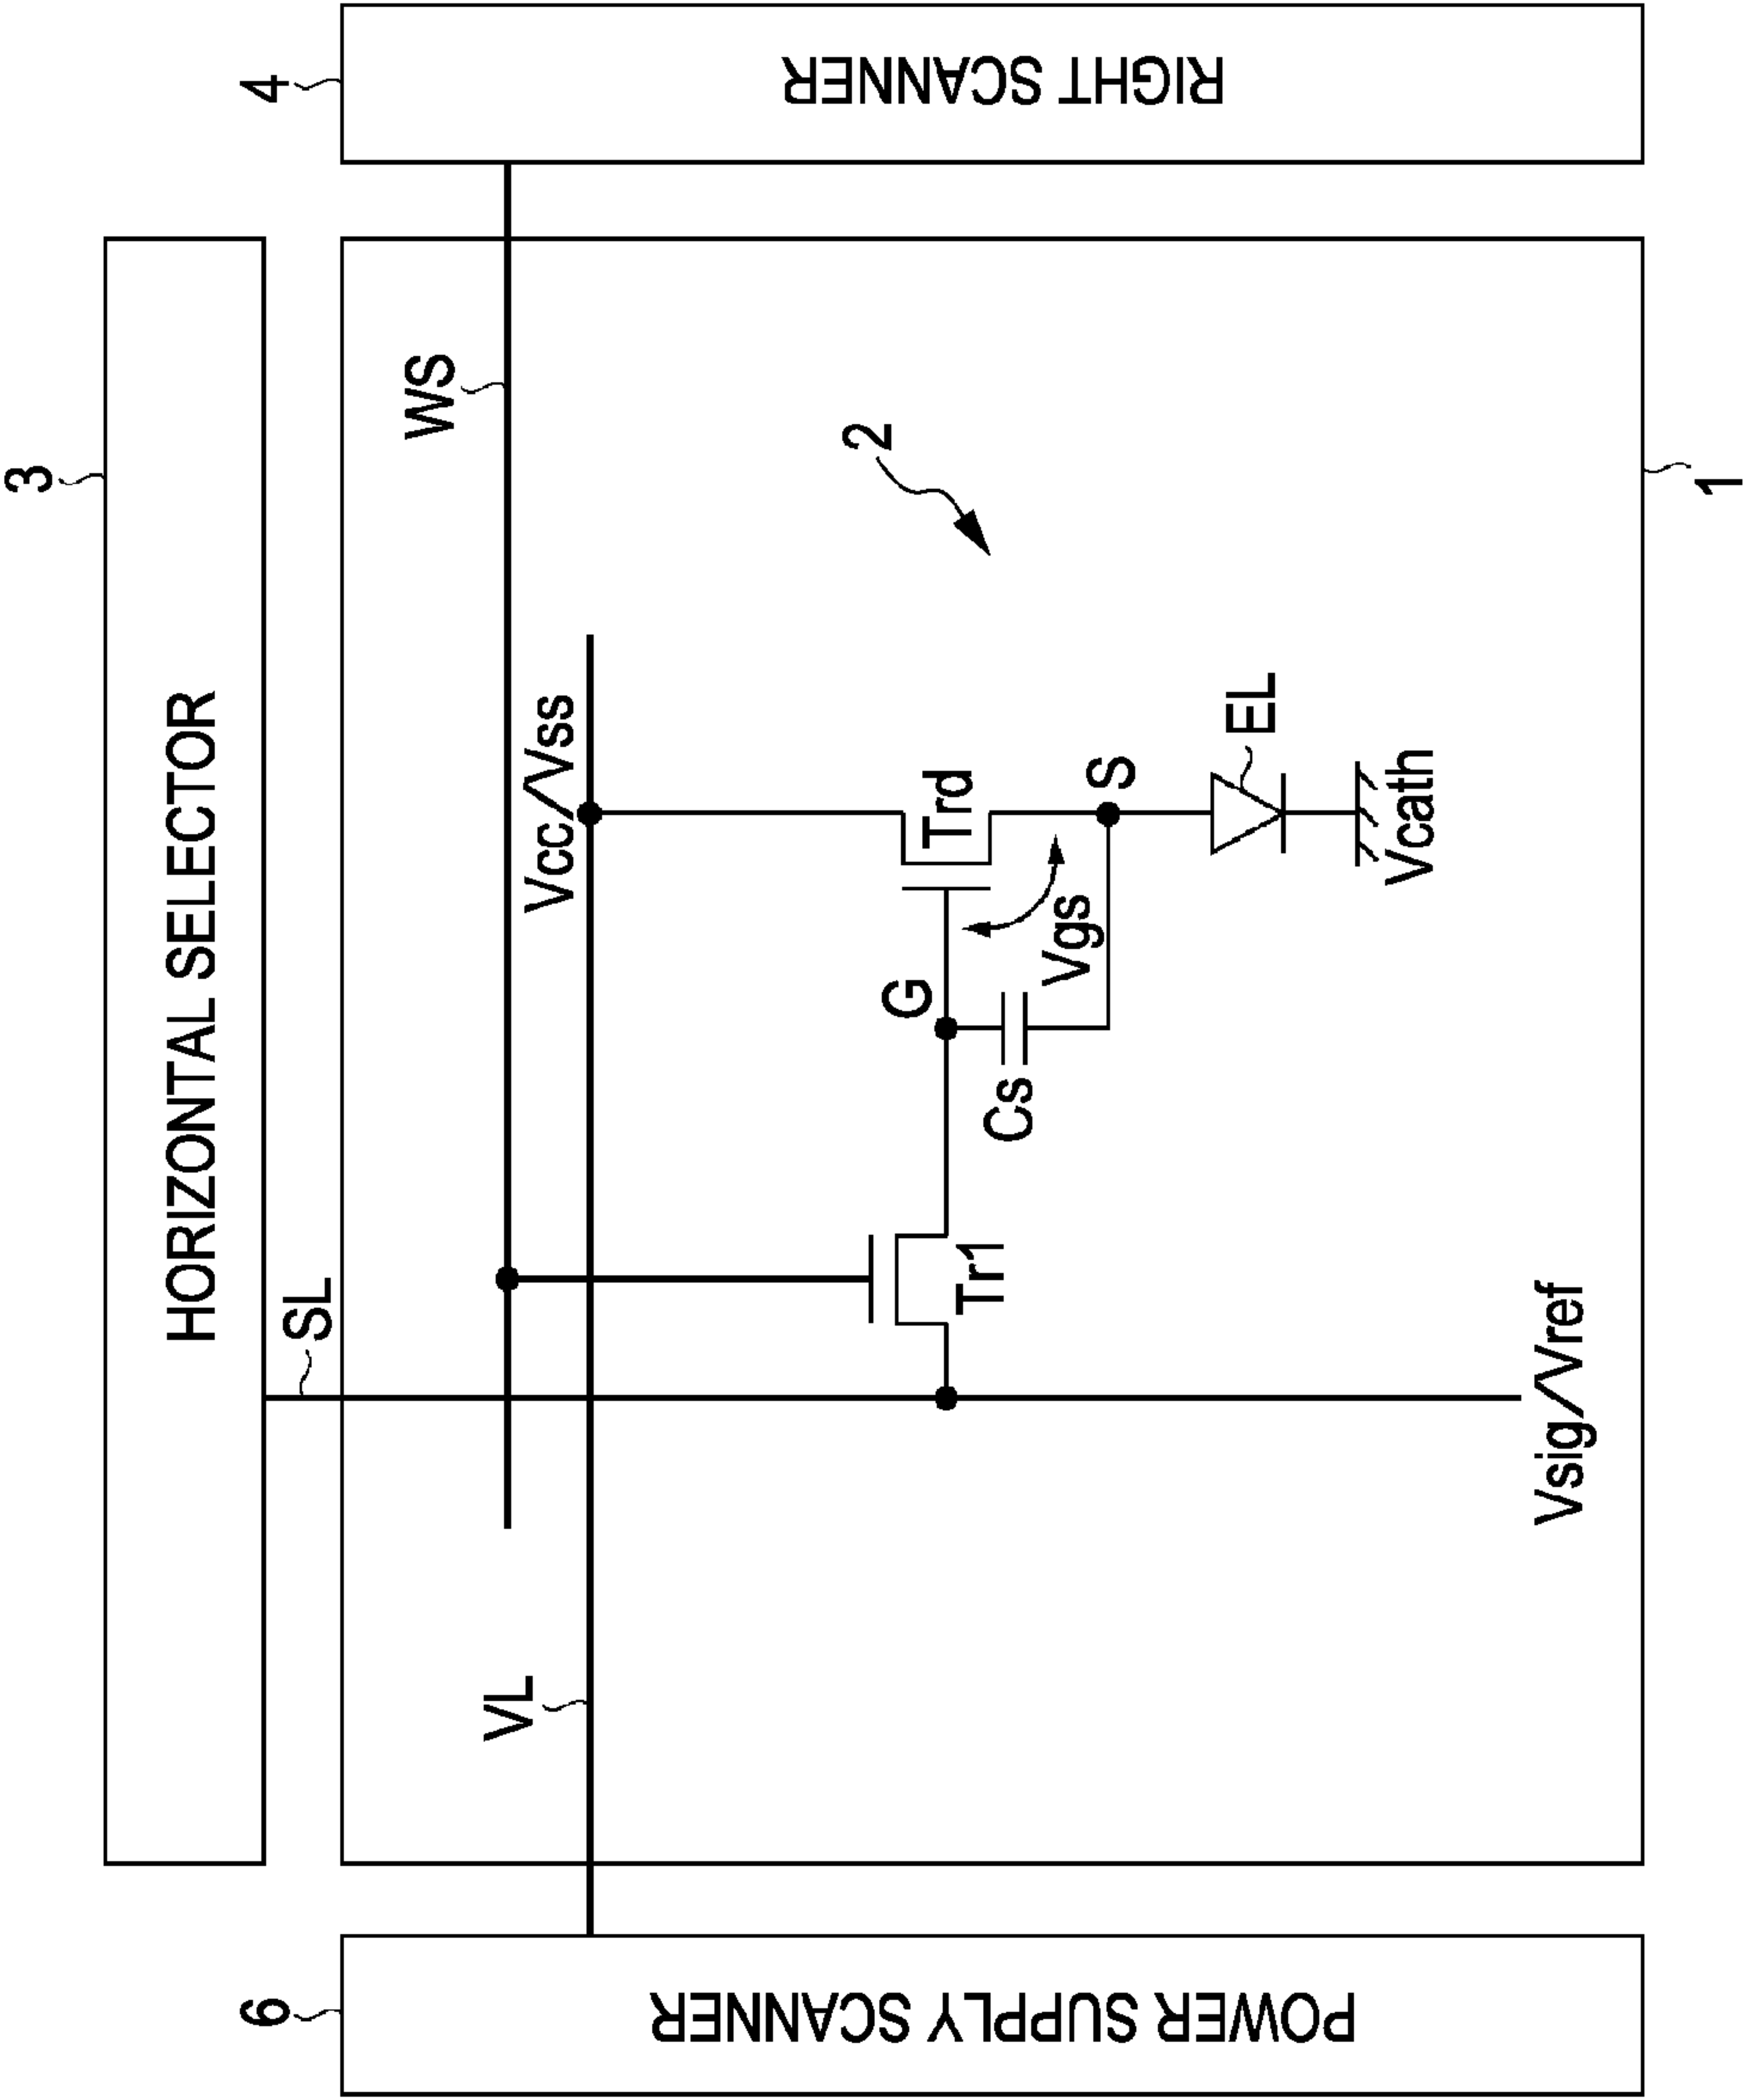 3
HORIZONTAL SELECTOR
SL
6
POWER SUPPLY SCANNER
4
RIGHT SCANNER
WS
VL
Vcc/Vss
2
G
Trd
Tr1
Cs
Vgs
S
EL
Vcath
Vsig/Vref
1